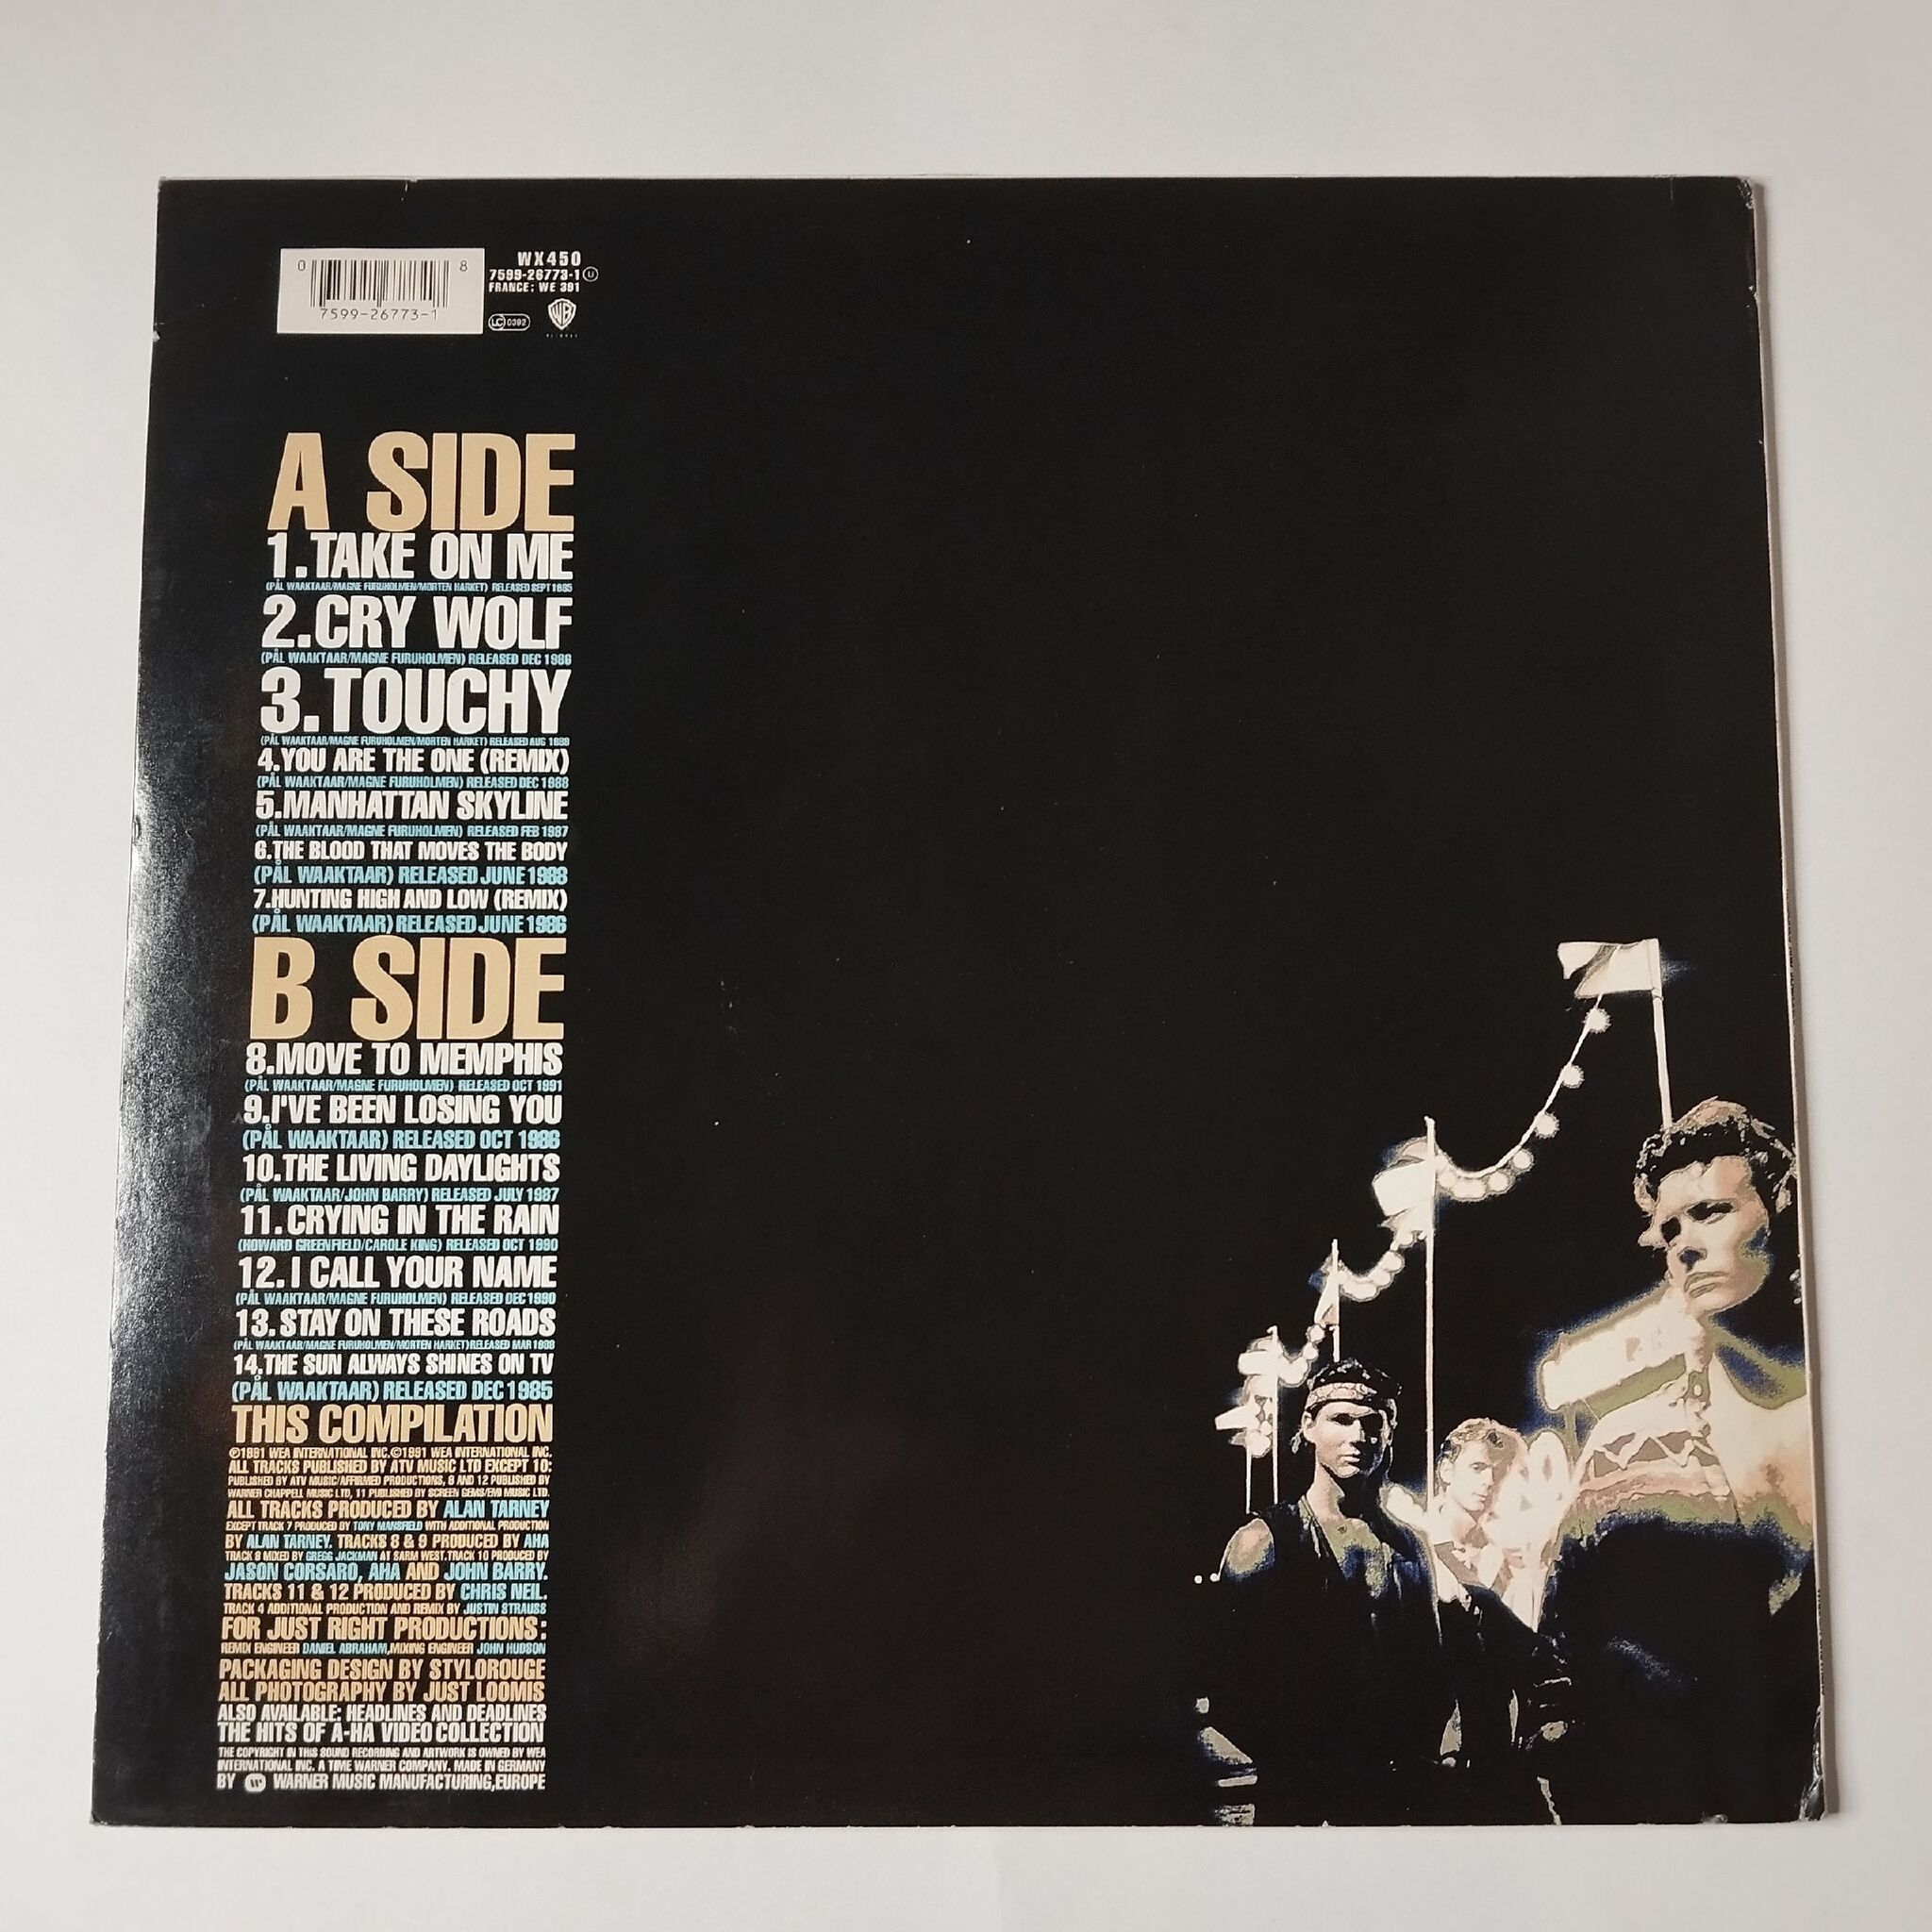 0 8
7599-26773-1
WX450
7599-26773-1 U
FRANCE: WE 391
LC 0392
WB
A SIDE
1.TAKE ON ME
(PÅL WAAKTAAR/MAGNE FURUHOLMEN/MORTEN HARKET) RELEASED SEPT 1985
2.CRY WOLF
(PÅL WAAKTAAR/MAGNE FURUHOLMEN) RELEASED DEC 1986
3.TOUCHY
(PÅL WAAKTAAR/MAGNE FURUHOLMEN/MORTEN HARKET) RELEASED AUG 1988
4.YOU ARE THE ONE (REMIX)
(PÅL WAAKTAAR/MAGNE FURUHOLMEN) RELEASED DEC 1988
5.MANHATTAN SKYLINE
(PÅL WAAKTAAR/MAGNE FURUHOLMEN) RELEASED FEB 1987
6.THE BLOOD THAT MOVES THE BODY
(PÅL WAAKTAAR) RELEASED JUNE 1988
7.HUNTING HIGH AND LOW (REMIX)
(PÅL WAAKTAAR) RELEASED JUNE 1986
B SIDE
8.MOVE TO MEMPHIS
(PÅL WAAKTAAR/MAGNE FURUHOLMEN) RELEASED OCT 1991
9.I'VE BEEN LOSING YOU
(PÅL WAAKTAAR) RELEASED OCT 1986
10.THE LIVING DAYLIGHTS
(PÅL WAAKTAAR/JOHN BARRY) RELEASED JULY 1987
11.CRYING IN THE RAIN
(HOWARD GREENFIELD/CAROLE KING) RELEASED OCT 1990
12.I CALL YOUR NAME
(PÅL WAAKTAAR/MAGNE FURUHOLMEN) RELEASED DEC 1990
13.STAY ON THESE ROADS
(PÅL WAAKTAAR/MAGNE FURUHOLMEN/MORTEN HARKET) RELEASED MAR 1988
14.THE SUN ALWAYS SHINES ON TV
(PÅL WAAKTAAR) RELEASED DEC 1985
THIS COMPILATION
℗1991 WEA INTERNATIONAL INC.©1991 WEA INTERNATIONAL INC.
ALL TRACKS PUBLISHED BY ATV MUSIC LTD EXCEPT 10:
PUBLISHED BY ATV MUSIC/AFFIRMED PRODUCTIONS, 8 AND 12 PUBLISHED BY
WARNER CHAPPELL MUSIC LTD, 11 PUBLISHED BY SCREEN GEMS/EMI MUSIC LTD.
ALL TRACKS PRODUCED BY ALAN TARNEY
EXCEPT TRACK 7 PRODUCED BY TONY MANSFIELD WITH ADDITIONAL PRODUCTION
BY ALAN TARNEY. TRACKS 8 & 9 PRODUCED BY AHA
TRACK 8 MIXED BY GREGG JACKMAN AT SARM WEST.TRACK 10 PRODUCED BY
JASON CORSARO, AHA AND JOHN BARRY.
TRACKS 11 & 12 PRODUCED BY CHRIS NEIL.
TRACK 4 ADDITIONAL PRODUCTION AND REMIX BY JUSTIN STRAUSS
FOR JUST RIGHT PRODUCTIONS:
REMIX ENGINEER DANIEL ABRAHAM,MIXING ENGINEER JOHN HUDSON
PACKAGING DESIGN BY STYLOROUGE
ALL PHOTOGRAPHY BY JUST LOOMIS
ALSO AVAILABLE: HEADLINES AND DEADLINES
THE HITS OF A-HA VIDEO COLLECTION
THE COPYRIGHT IN THIS SOUND RECORDING AND ARTWORK IS OWNED BY WEA
INTERNATIONAL INC. A TIME WARNER COMPANY. MADE IN GERMANY
BY WARNER MUSIC MANUFACTURING,EUROPE